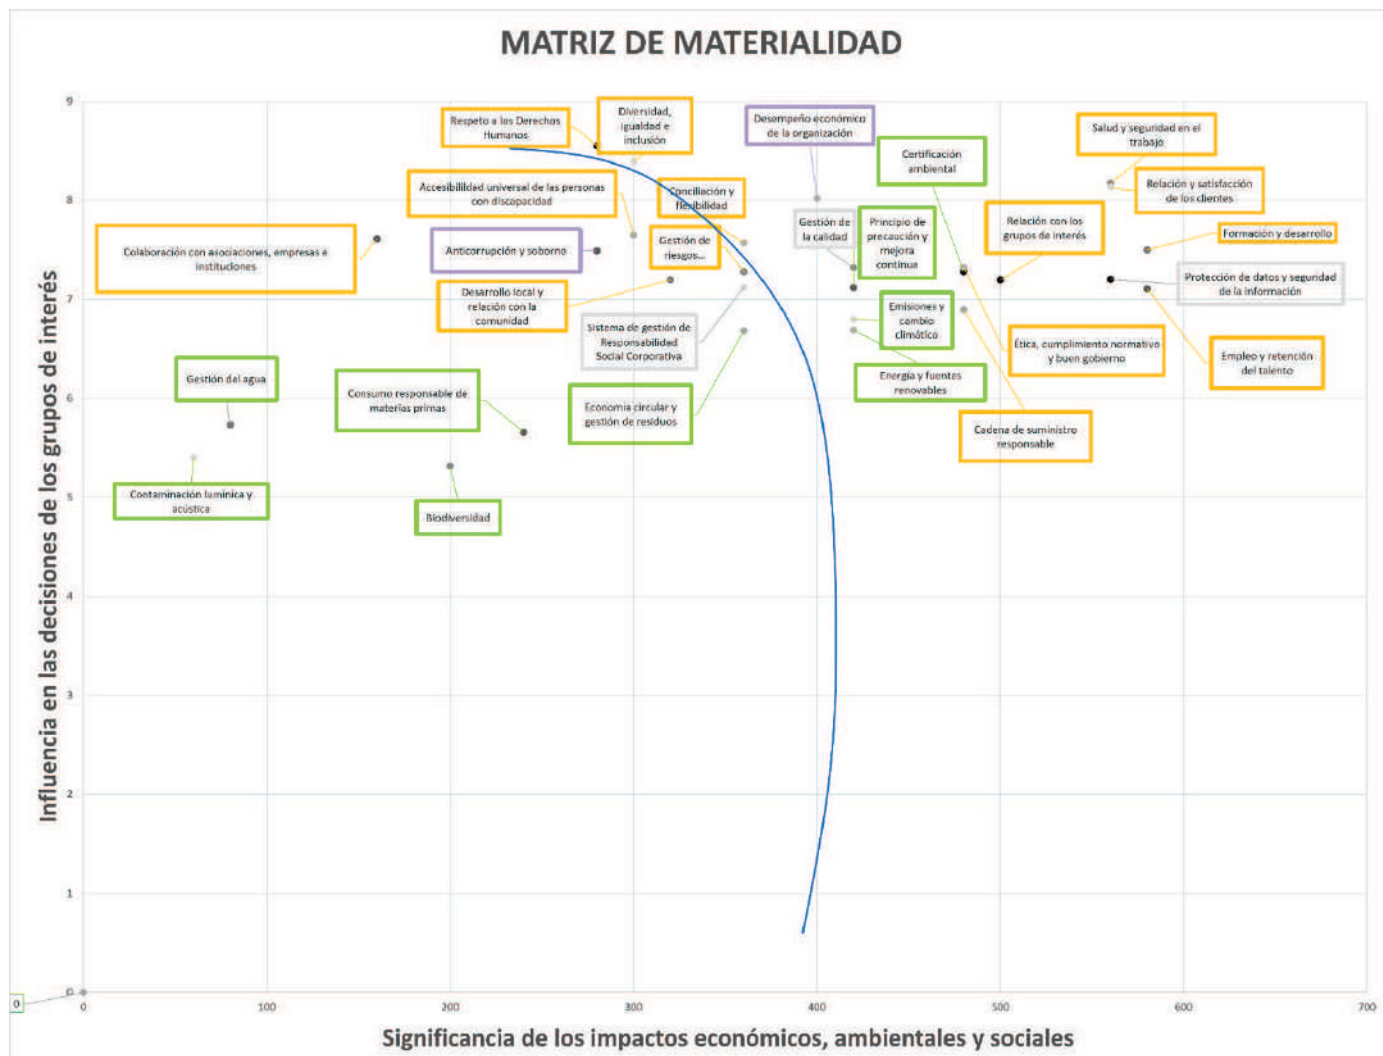 MATRIZ DE MATERIALIDAD
Influencia en las decisiones de los grupos de interés
9
8
7
6
5
4
3
2
1
0
0
Respeto a los Derechos
Humanos
Diversidad,
igualdad e
inclusión
Desempeño económico
de la organización
Certificación
ambiental
Salud y seguridad en el
trabajo
Accesibilildad universal de las personas
con discapacidad
Conciliación y
flexibilidad
Relación y satisfacción
de los clientes
Colaboración con asociaciones, empresas e
instituciones
Anticorrupción y soborno
Gestión de
riesgos...
Gestión de
la calidad
Principio de
precaución y
mejora
continua
Relación con los
grupos de interés
Formación y desarrollo
Desarrollo local y
relación con la
comunidad
Protección de datos y seguridad
de la información
Sistema de gestión de
Responsabilidad
Social Corporativa
Emisiones y
cambio
climático
Ética, cumplimiento normativo
y buen gobierno
Empleo y retención
del talento
Gestión del agua
Consumo responsable de
materias primas
Economía circular y
gestión de residuos
Energía y fuentes
renovables
Cadena de suministro
responsable
Contaminación lumínica y
acústica
Biodiversidad
0
100
200
300
400
500
600
700
Significancia de los impactos económicos, ambientales y sociales